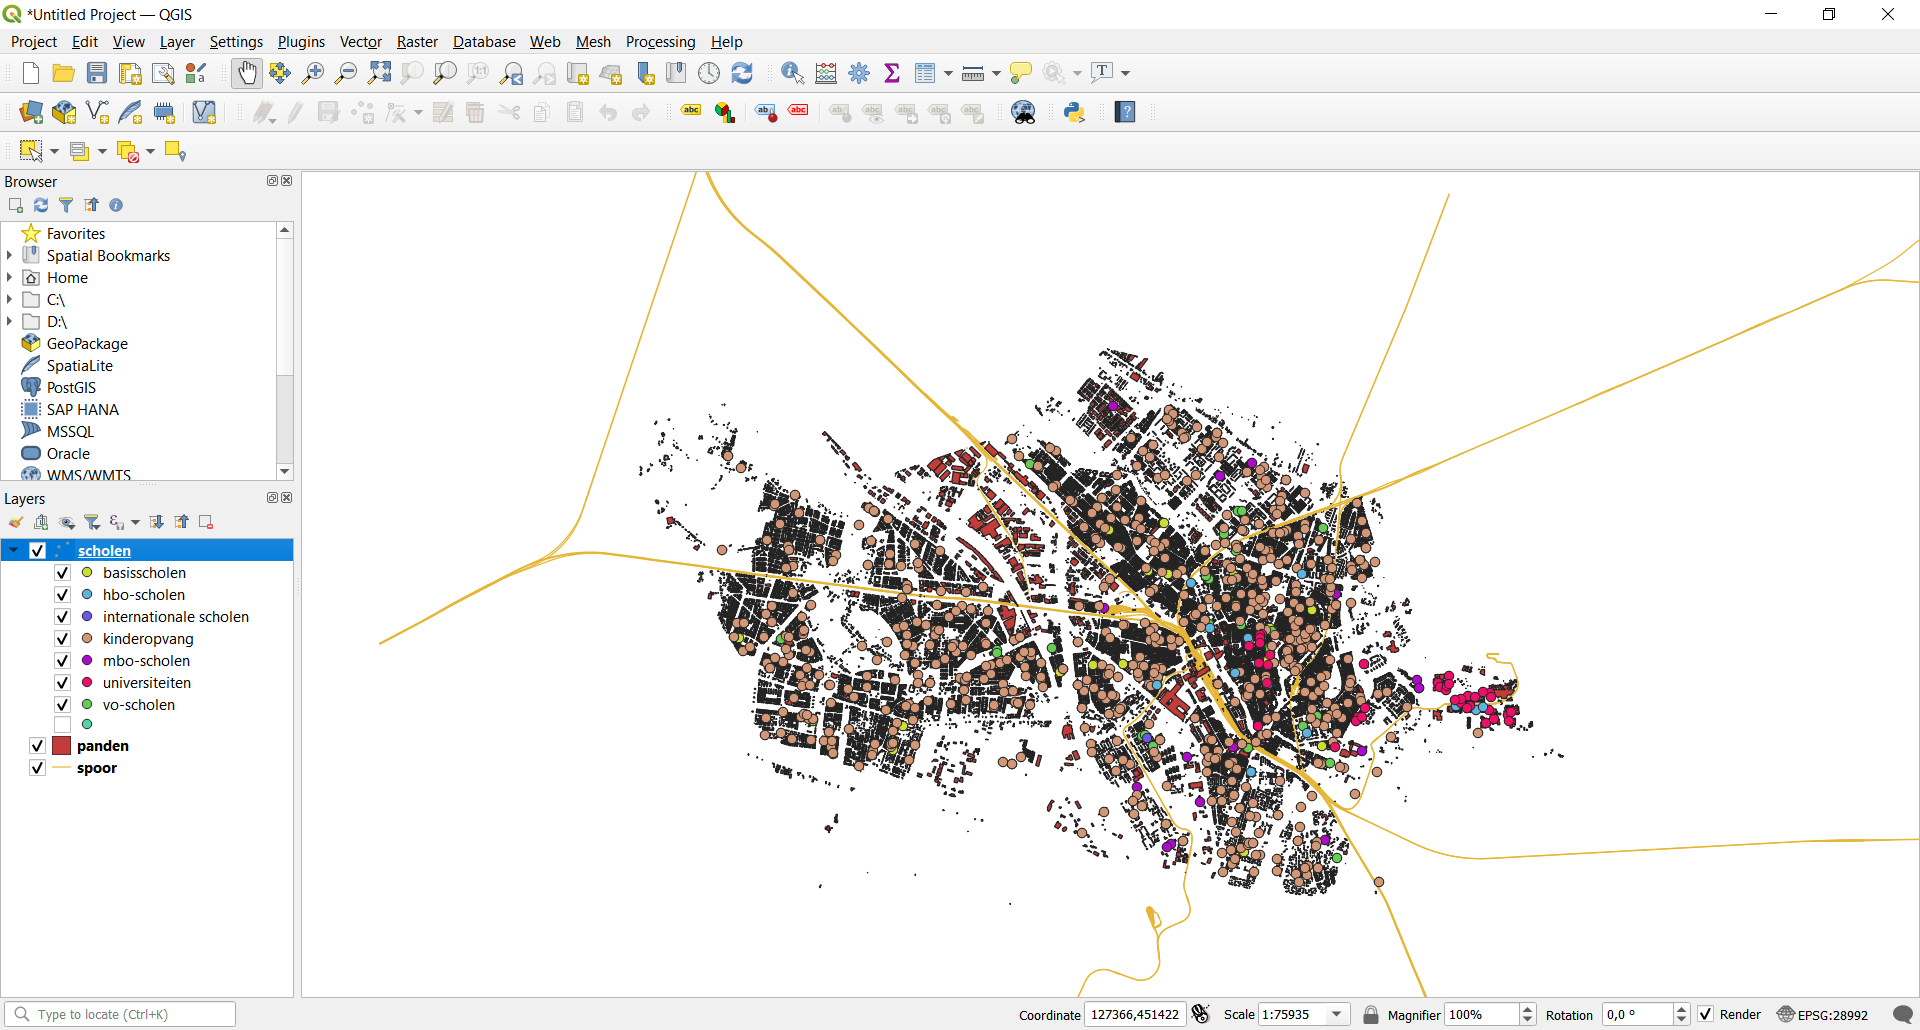 *Untitled Project — QGIS
Project Edit View Layer Settings Plugins Vector Raster Database Web Mesh Processing Help
Browser
Favorites
Spatial Bookmarks
Home
C:\
D:\
GeoPackage
SpatiaLite
PostGIS
SAP HANA
MSSQL
Oracle
WMS/WMTS
Layers
scholen
basisscholen
hbo-scholen
internationale scholen
kinderopvang
mbo-scholen
universiteiten
vo-scholen
panden
spoor
Type to locate (Ctrl+K)
Coordinate 127366,451422 Scale 1:75935 Magnifier 100% Rotation 0,0 ° Render EPSG:28992